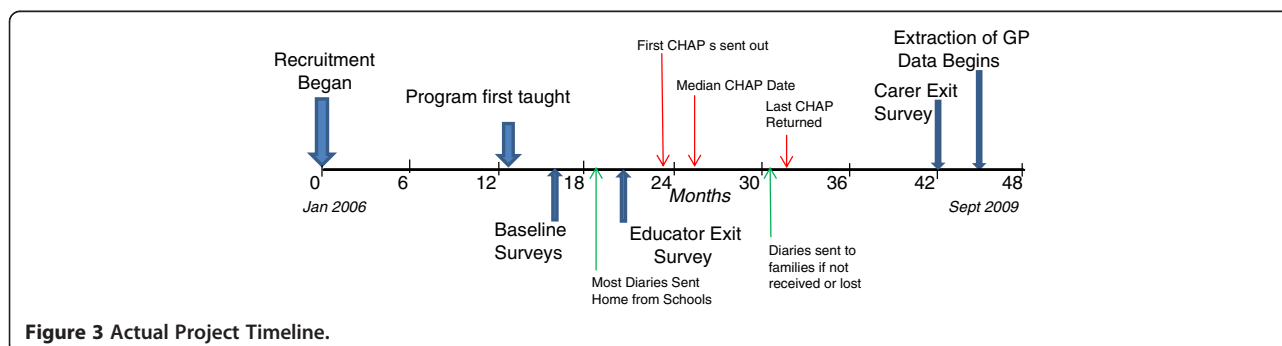 Recruitment
Began
Program first taught
First CHAP s sent out
Median CHAP Date
Last CHAP
Returned
Extraction of GP
Data Begins
Carer Exit
Survey
0
6
12
18
24
30
36
42
48
Months
Jan 2006
Sept 2009
Baseline
Surveys
Most Diaries Sent
Home from Schools
Educator Exit
Survey
Diaries sent to
families if not
received or lost
Figure 3 Actual Project Timeline.